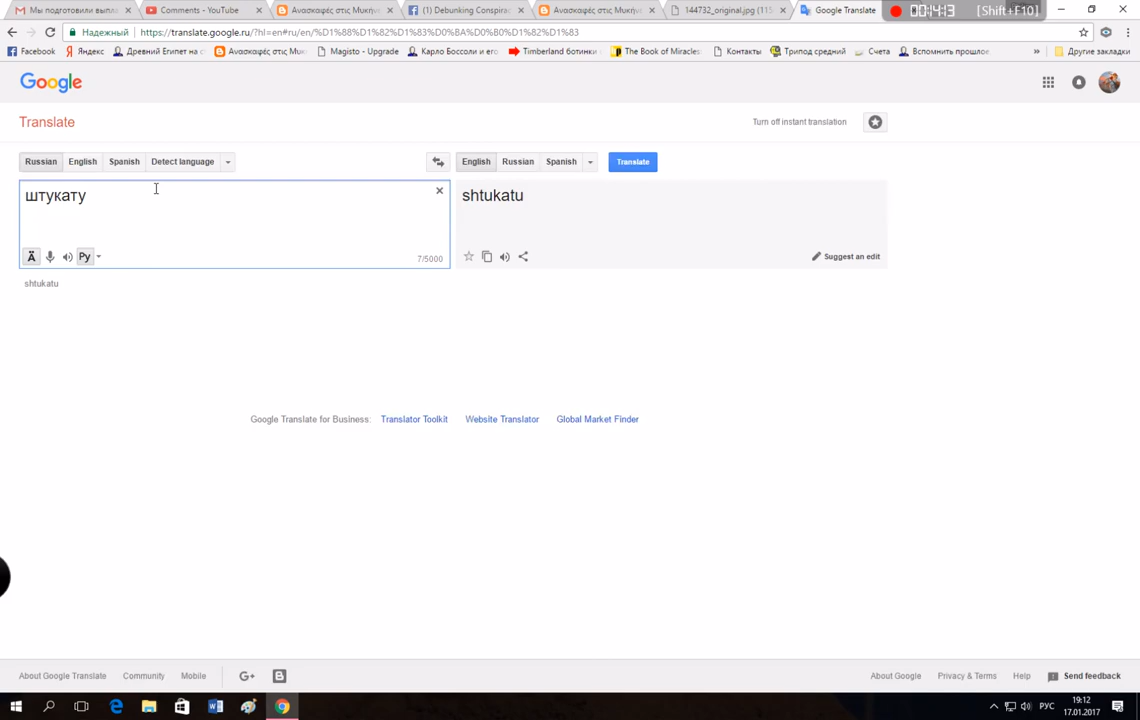 Мы подготовили выпл
Comments - YouTube
Ανασκαφές στις Μυκήν
(1) Debunking Conspirac
Ανασκαφές στις Μυκήν
144732_original.jpg (115
Google Translate
00:04:13
[Shift+F10]
Надежный
https://translate.google.ru/?hl=en#ru/en/%D1%88%D1%82%D1%83%D0%BA%D0%B0%D1%82%D1%83
Facebook
Яндекс
Древний Египет на с
Ανασκαφές στις Μυκ
Magisto - Upgrade
Карло Боссоли и его
Timberland ботинки
The Book of Miracles
Контакты
Трипод средний
Счета
Вспомнить прошлое
»
Другие закладки
Google
Translate
Turn off instant translation
Russian English Spanish Detect language
English Russian Spanish Translate
штукату
shtukatu
Ä
Ру
7/5000
Suggest an edit
shtukatu
Google Translate for Business: Translator Toolkit Website Translator Global Market Finder
About Google Translate Community Mobile G+
About Google Privacy & Terms Help Send feedback
РУС
19:12
17.01.2017